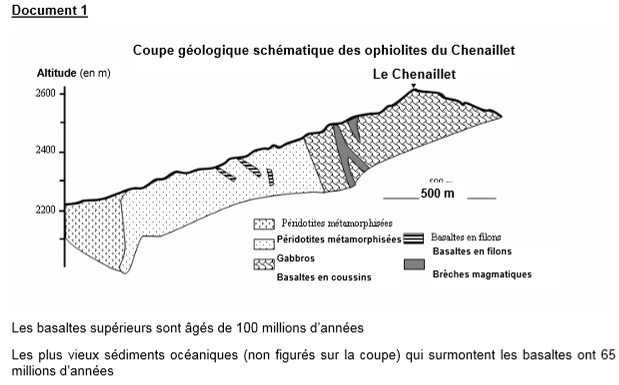 Document 1
Coupe géologique schématique des ophiolites du Chenaillet
Altitude (en m)
Le Chenaillet
2600
2400
2200
500 m
500 m
Péridotites métamorphisées
Péridotites métamorphisées
Basaltes en filons
Basaltes en filons
Gabbros
Basaltes en coussins
Brèches magmatiques
Les basaltes supérieurs sont âgés de 100 millions d'années
Les plus vieux sédiments océaniques (non figurés sur la coupe) qui surmontent les basaltes ont 65
millions d'années